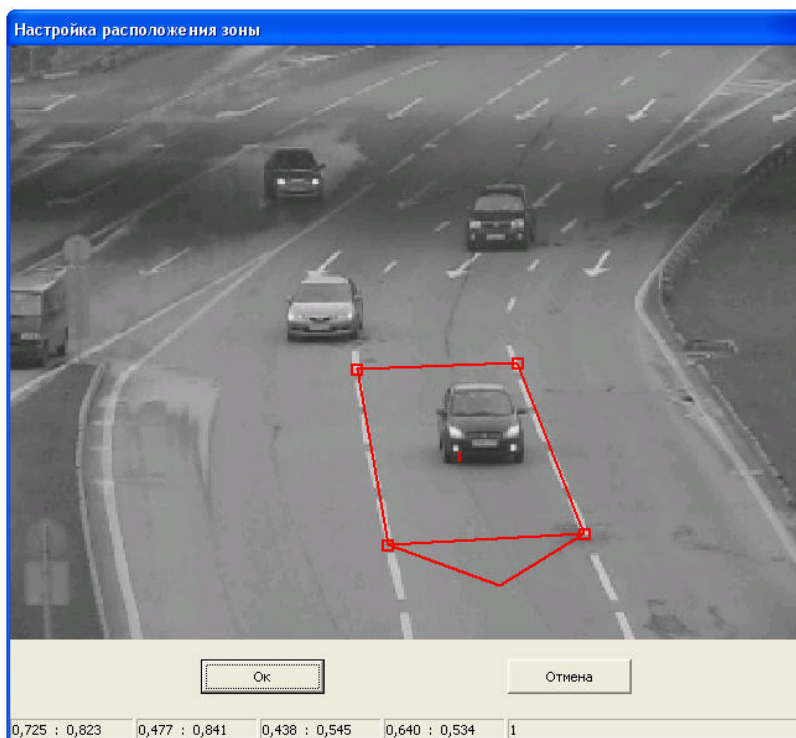 Настройка расположения зоны
1
Ок
Отмена
0,725 : 0,823
0,477 : 0,841
0,438 : 0,545
0,640 : 0,534
1